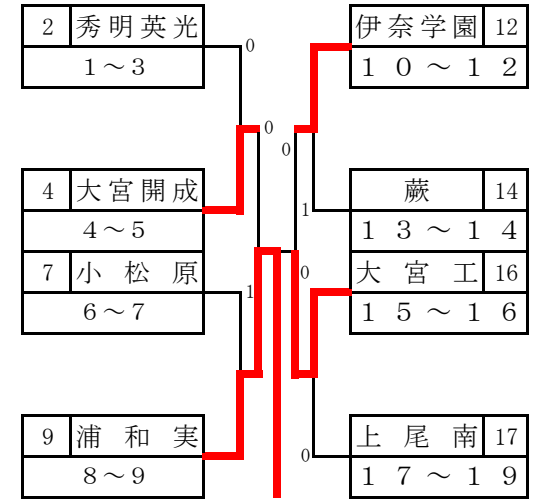 2 秀明英光
1～3
4 大宮開成
4～5
7 小松原
6～7
9 浦和実
8～9
0
0
1
伊奈学園 12
10～12
蕨 14
13～14
大宮工 16
15～16
上尾南 17
17～19
0
1
0
0